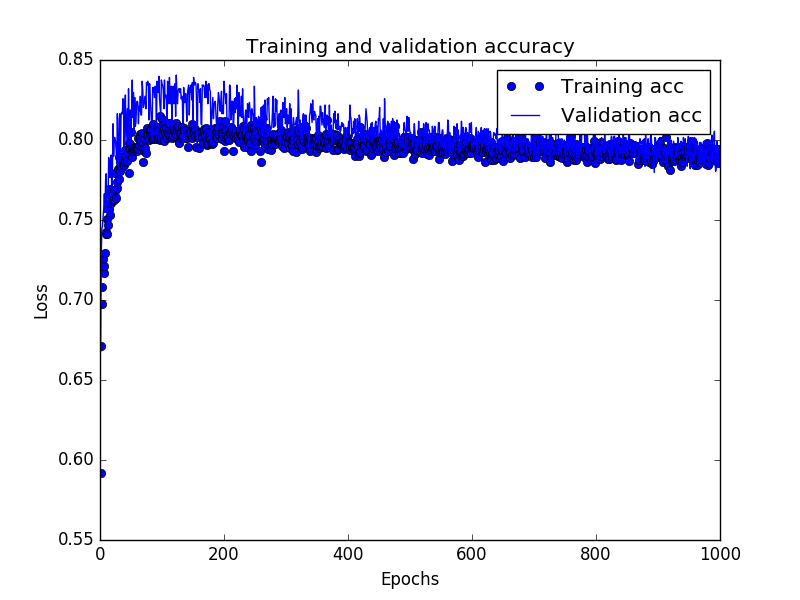 Training and validation accuracy
0.85
0.80
0.75
0.70
0.65
0.60
0.55
Loss
Training acc
Validation acc
0
200
400
600
800
1000
Epochs